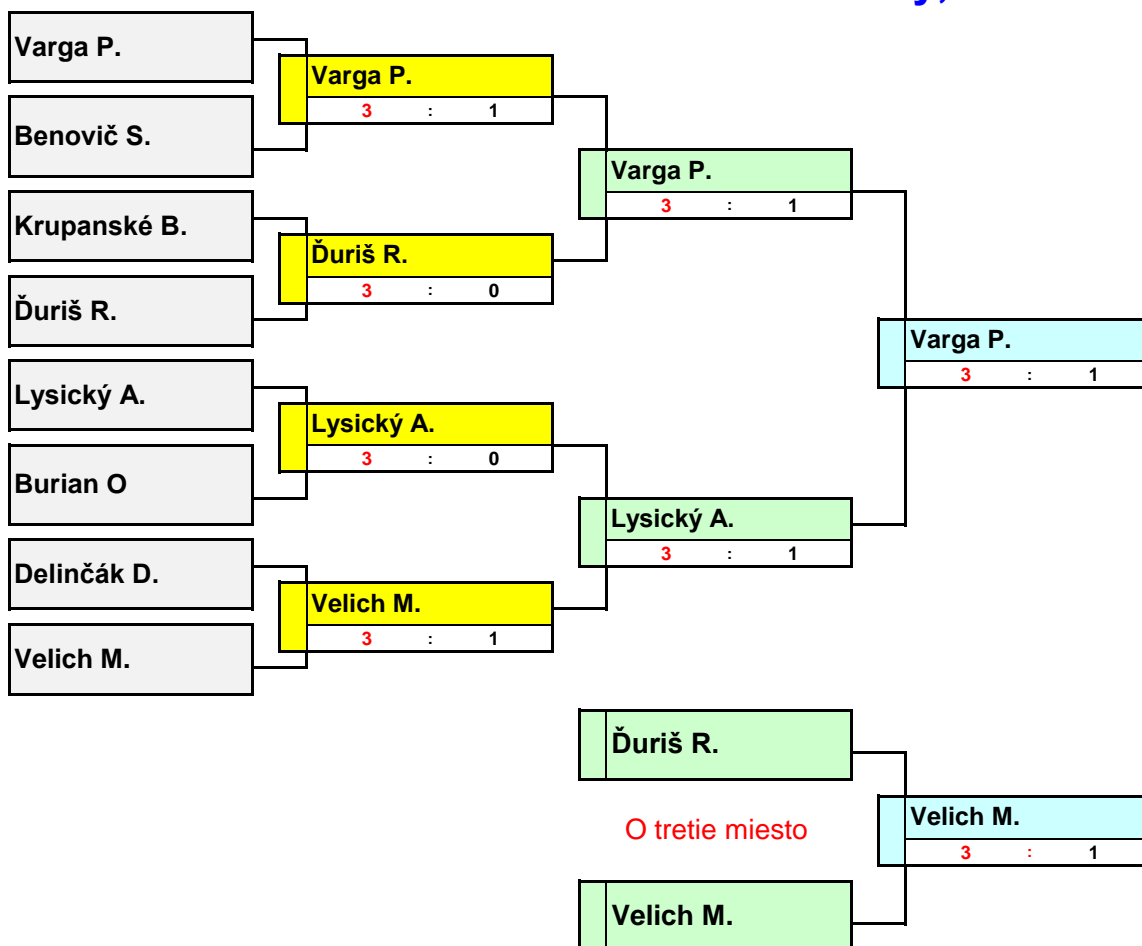 Varga P.
Benovič S.
Krupanské B.
Ďuriš R.
Lysický A.
Burian O
Delinčák D.
Velich M.
Varga P.
3 : 1
Ďuriš R.
3 : 0
Lysický A.
3 : 0
Velich M.
3 : 1
Varga P.
3 : 1
Lysický A.
3 : 1
Varga P.
3 : 1
Ďuriš R.
O tretie miesto
Velich M.
Velich M.
3 : 1